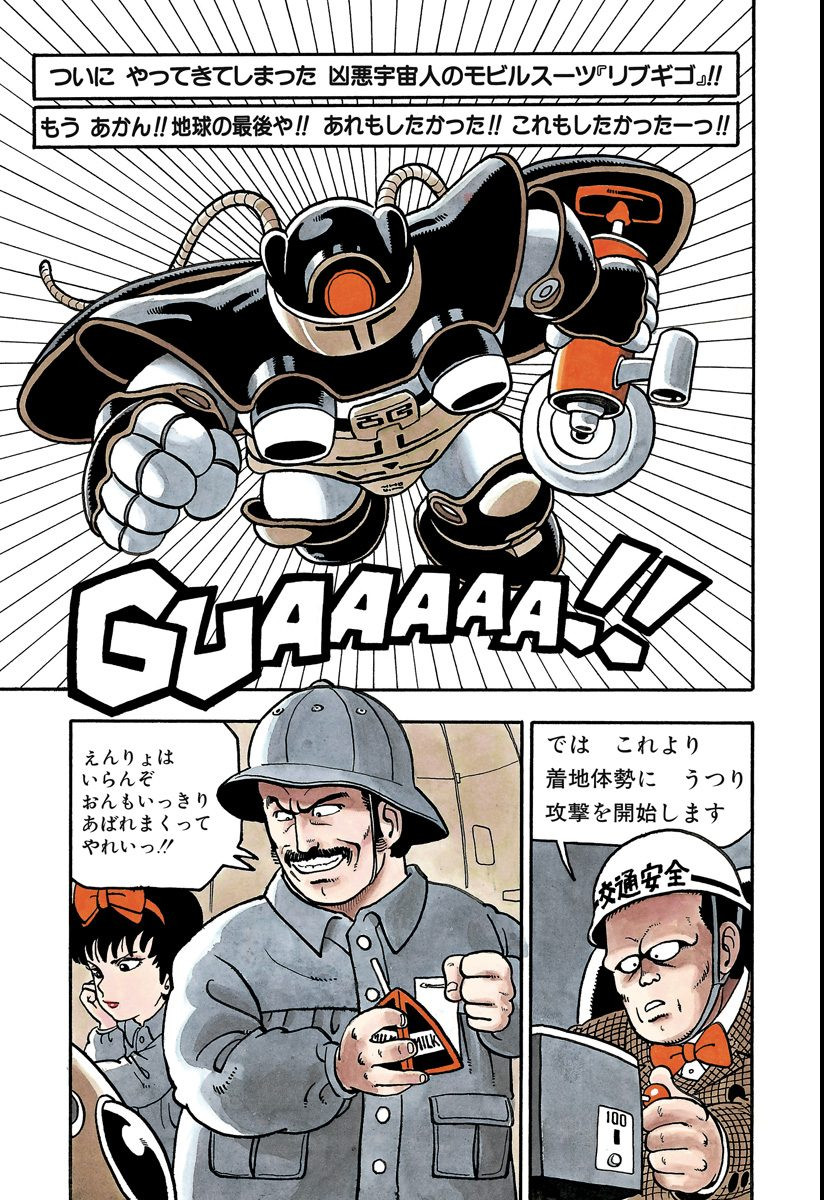 ついに やってきてしまった 凶悪宇宙人のモビルスーツ『リブギゴ』!!
もう あかん!! 地球の最後や!! あれもしたかった!! これもしたかったーっ!!
GUAAAAA!!
では これより
着地体勢に うつり
攻撃を開始します
交通安全
100
えんりょは
いらんぞ
おんもいっきり
あばれまくって
やれいっ!!
MILK